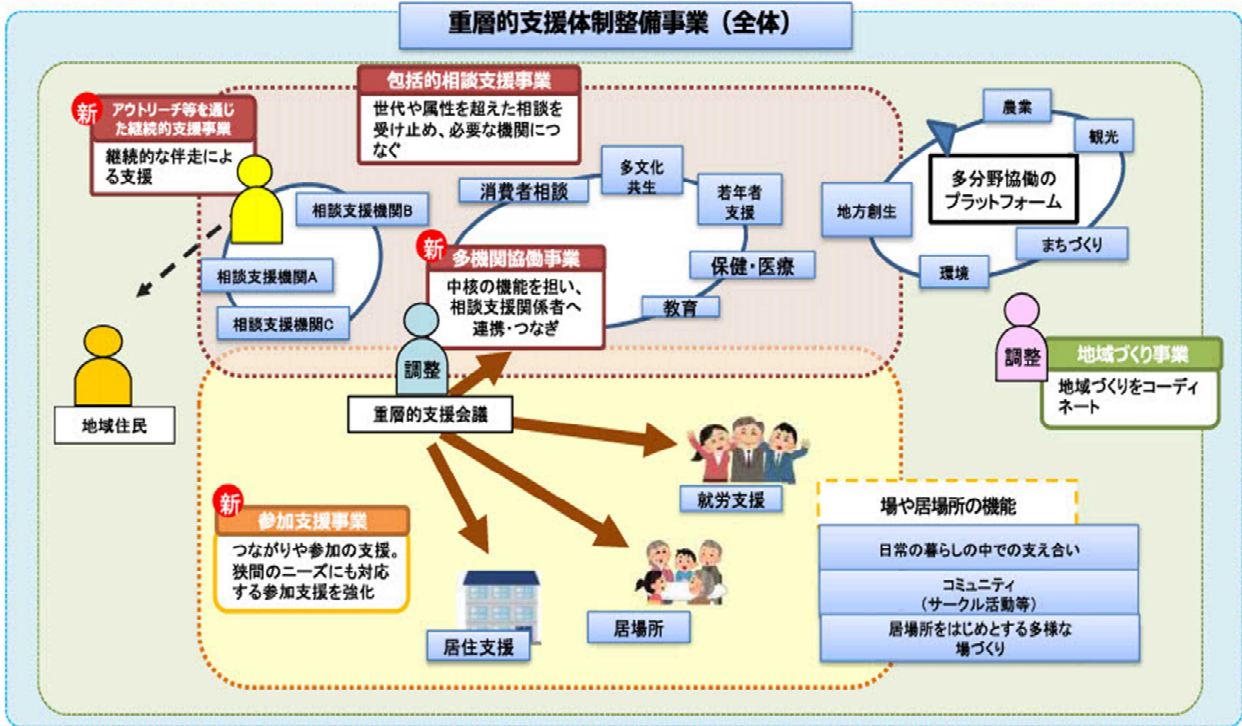 重層的支援体制整備事業（全体）
包括的相談支援事業
世代や属性を超えた相談を
受け止め、必要な機関につ
なぐ
新
アウトリーチ等を通じ
た継続的支援事業
継続的な伴走によ
る支援
相談支援機関B
相談支援機関A
相談支援機関C
消費者相談
多文化
共生
若年者
支援
保健・医療
教育
新
多機関協働事業
中核の機能を担い、
相談支援関係者へ
連携・つなぎ
調整
重層的支援会議
農業
観光
多分野協働の
プラットフォーム
地方創生
まちづくり
環境
調整
地域づくり事業
地域づくりをコーディ
ネート
地域住民
新
参加支援事業
つながりや参加の支援。
狭間のニーズにも対応
する参加支援を強化
就労支援
居場所
居住支援
場や居場所の機能
日常の暮らしの中での支え合い
コミュニティ
（サークル活動等）
居場所をはじめとする多様な
場づくり